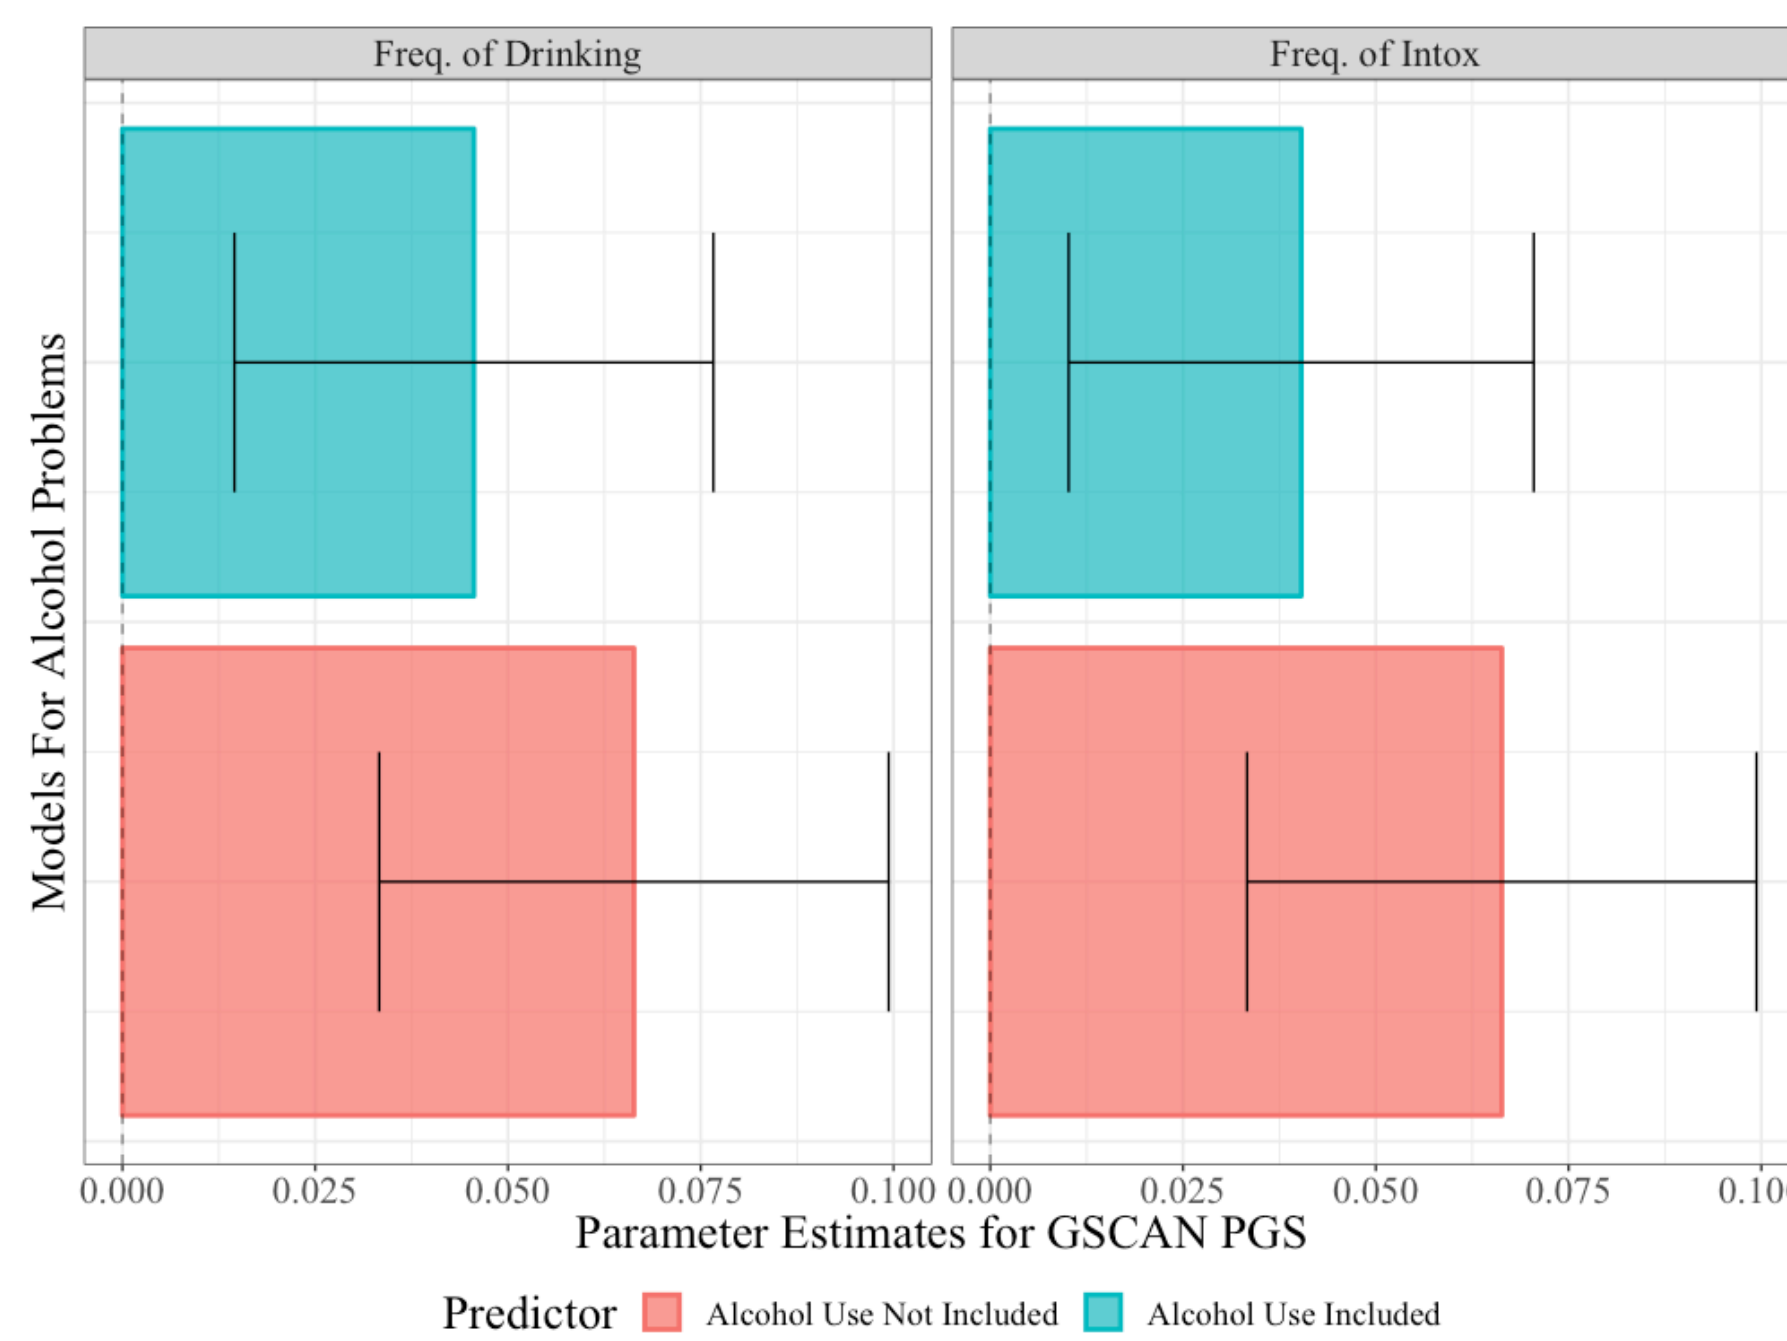 Freq. of Drinking
Freq. of Intox
Models For Alcohol Problems
0.000 0.025 0.050 0.075 0.100 0.000 0.025 0.050 0.075 0.10
Parameter Estimates for GSCAN PGS
Predictor Alcohol Use Not Included Alcohol Use Included